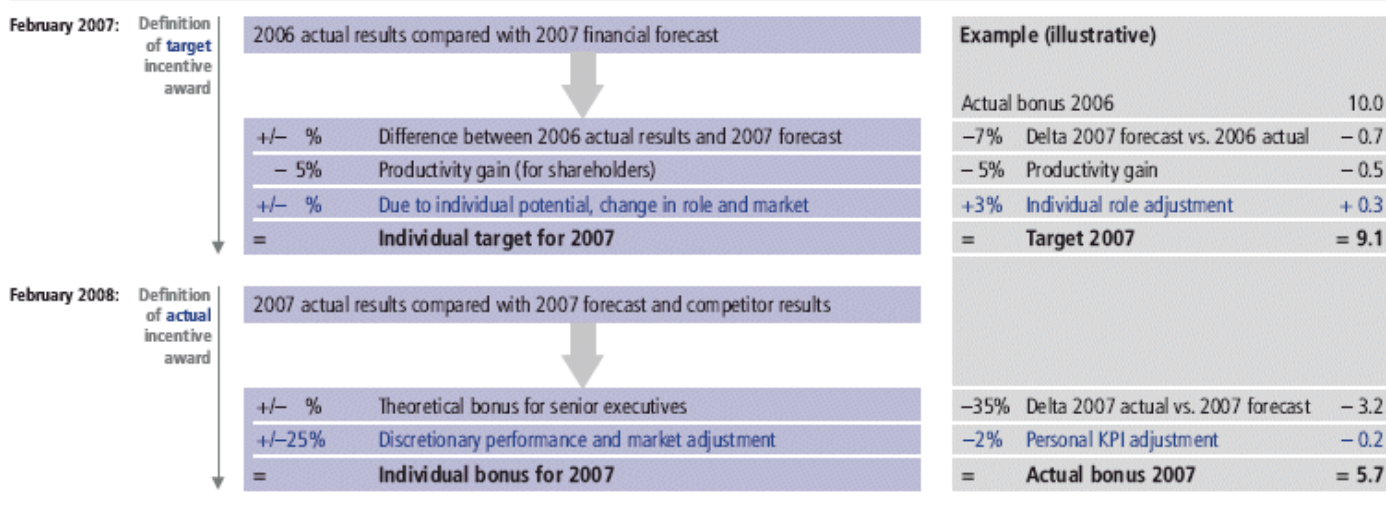 February 2007:
Definition
of target
incentive
award
2006 actual results compared with 2007 financial forecast
+/– % Difference between 2006 actual results and 2007 forecast
– 5% Productivity gain (for shareholders)
+/– % Due to individual potential, change in role and market
= Individual target for 2007
February 2008:
Definition
of actual
incentive
award
2007 actual results compared with 2007 forecast and competitor results
+/– % Theoretical bonus for senior executives
+/–25% Discretionary performance and market adjustment
= Individual bonus for 2007
Example (illustrative)
Actual bonus 2006 10.0
–7% Delta 2007 forecast vs. 2006 actual – 0.7
– 5% Productivity gain – 0.5
+3% Individual role adjustment + 0.3
= Target 2007 = 9.1
–35% Delta 2007 actual vs. 2007 forecast – 3.2
–2% Personal KPI adjustment – 0.2
= Actual bonus 2007 = 5.7